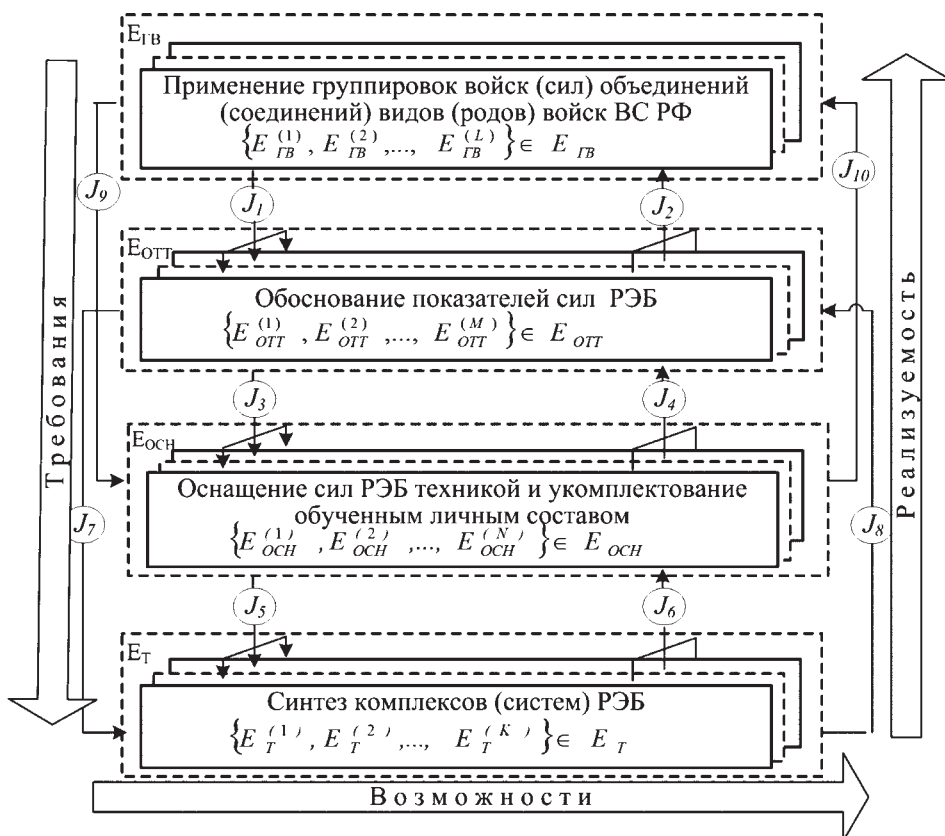 E_ГВ
Применение группировок войск (сил) объединений
(соединений) видов (родов) войск ВС РФ
{E_ГВ^(1), E_ГВ^(2),..., E_ГВ^(L)}∈ E_ГВ
J_9
J_1
J_2
J_10
E_ОТТ
Обоснование показателей сил РЭБ
{E_ОТТ^(1), E_ОТТ^(2),..., E_ОТТ^(M)}∈ E_ОТТ
Требования
Реализуемость
J_3
J_4
E_ОСН
Оснащение сил РЭБ техникой и укомплектование
обученным личным составом
{E_ОСН^(1), E_ОСН^(2),..., E_ОСН^(N)}∈ E_ОСН
J_7
J_8
J_5
J_6
E_Т
Синтез комплексов (систем) РЭБ
{E_Т^(1), E_Т^(2),..., E_Т^(K)}∈ E_Т
Возможности